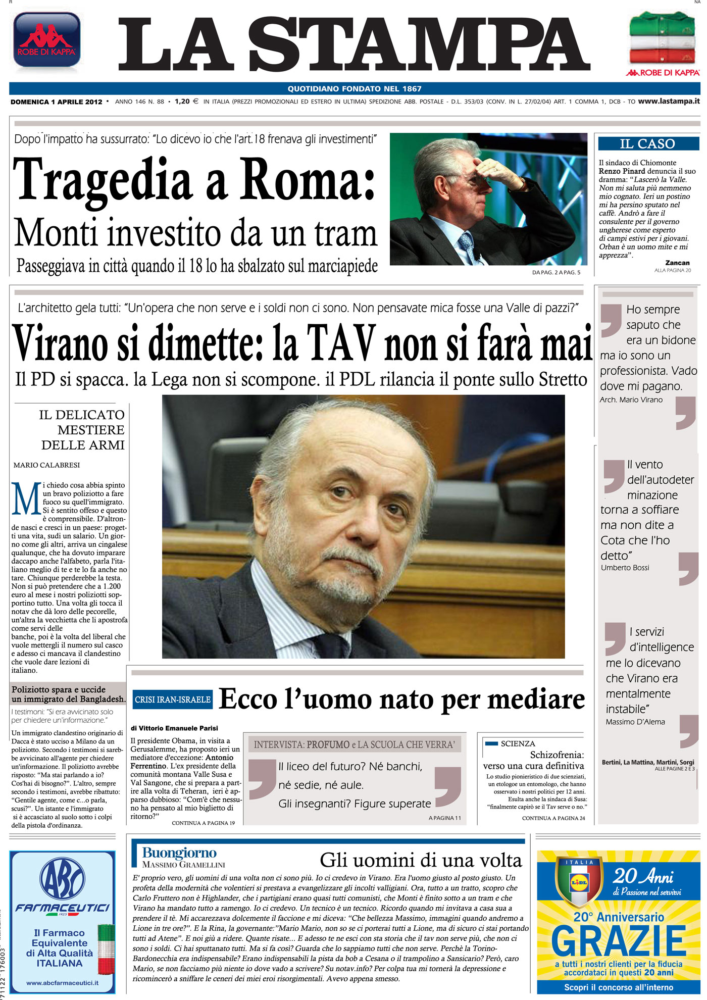 R
NA
ROBE DI KAPPA
LA STAMPA
ROBE DI KAPPA
QUOTIDIANO FONDATO NEL 1867
DOMENICA 1 APRILE 2012 • ANNO 146 N. 88 • 1,20 € IN ITALIA (PREZZI PROMOZIONALI ED ESTERO IN ULTIMA) SPEDIZIONE ABB. POSTALE - D.L. 353/03 (CONV. IN L. 27/02/04) ART. 1 COMMA 1, DCB - TO www.lastampa.it
Dopo l'impatto ha sussurrato: “Lo dicevo io che l'art.18 frenava gli investimenti”
Tragedia a Roma:
Monti investito da un tram
Passeggiava in città quando il 18 lo ha sbalzato sul marciapiede
DA PAG. 2 A PAG. 5
IL CASO
Il sindaco di Chiomonte
Renzo Pinard denuncia il suo
dramma: “Lascerò la Valle.
Non mi saluta più nemmeno
mio cognato. Ieri un postino
mi ha persino sputato nel
caffè. Andrò a fare il
consulente per il governo
ungherese come esperto
di campi estivi per i giovani.
Orban è un uomo mite e mi
apprezza”.
Zancan
ALLA PAGINA 20
L'architetto gela tutti: “Un'opera che non serve e i soldi non ci sono. Non pensavate mica fosse una Valle di pazzi?”
Virano si dimette: la TAV non si farà mai
Il PD si spacca. la Lega non si scompone. il PDL rilancia il ponte sullo Stretto
IL DELICATO
MESTIERE
DELLE ARMI
MARIO CALABRESI
Mi chiedo cosa abbia spinto
un bravo poliziotto a fare
fuoco su quell'immigrato.
Si è sentito offeso e questo
è comprensibile. D'altron-
de nasci e cresci in un paese: proget-
ti una vita, sudi un salario. Un gior-
no come gli altri, arriva un cingalese
qualunque, che ha dovuto imparare
daccapo anche l'alfabeto, parla l'ita-
liano meglio di te e te lo fa anche no
tare. Chiunque perderebbe la testa.
Non si può pretendere che a 1.200
euro al mese i nostri poliziotti sop-
portino tutto. Una volta gli tocca il
notav che dà loro delle pecorelle,
un'altra la vecchietta che li apostrofa
come servi delle
banche, poi è la volta del liberal che
vuole mettergli il numero sul casco
e adesso ci mancava il clandestino
che vuole dare lezioni di
italiano.
Poliziotto spara e uccide
un immigrato del Bangladesh.
I testimoni: “Si era avvicinato solo
per chiedere un'informazione.”
Un immigrato clandestino originario di
Dacca è stato ucciso a Milano da un
poliziotto. Secondo i testimoni si sareb-
be avvicinato all'agente per chiedere
un'informazione. Il poliziotto avrebbe
risposto: “Ma stai parlando a io?
Cos'hai di bisogno?”. L'altro, sempre
secondo i testimoni, avrebbe ribattuto:
“Gentile agente, come c...o parla,
scusi?”. Un istante e l'immigrato
si è accasciato al suolo sotto i colpi
della pistola d'ordinanza.
Ho sempre
saputo che
era un bidone
ma io sono un
professionista. Vado
dove mi pagano.
Arch. Mario Virano
Il vento
dell'autodeter
minazione
torna a soffiare
ma non dite a
Cota che l'ho
detto”
Umberto Bossi
I servizi
d'intelligence
me lo dicevano
che Virano era
mentalmente
instabile”
Massimo D'Alema
Bertini, La Mattina, Martini, Sorgi
ALLE PAGINE 2 E 3
CRISI IRAN-ISRAELE
Ecco l'uomo nato per mediare
di Vittorio Emanuele Parisi
Il presidente Obama, in visita a
Gerusalemme, ha proposto ieri un
mediatore d'eccezione: Antonio
Ferrentino. L'ex presidente della
comunità montana Valle Susa e
Val Sangone, che si prepara a part-
ire alla volta di Teheran, ieri è ap-
parso dubbioso: “Com'è che nessu-
no ha pensato al mio biglietto di
ritorno?”
CONTINUA A PAGINA 19
INTERVISTA: PROFUMO e LA SCUOLA CHE VERRA'
Il liceo del futuro? Né banchi,
né sedie, né aule.
Gli insegnanti? Figure superate
A PAGINA 11
SCIENZA
Schizofrenia:
verso una cura definitiva
Lo studio pionieristico di due scienziati,
un etologoe un entomologo, che hanno
osservato i nostri politici per 12 anni.
Esulta anche la sindaca di Susa:
“finalmente capirò se il Tav serve o no.”
CONTINUA A PAGINA 24
ABC
FARMACEUTICI
1925
Il Farmaco
Equivalente
di Alta Qualità
ITALIANA
www.abcfarmaceutici.it
771122 176003
Buongiorno
MASSIMO GRAMELLINI
Gli uomini di una volta
E' proprio vero, gli uomini di una volta non ci sono più. Io ci credevo in Virano. Era l'uomo giusto al posto giusto. Un
profeta della modernità che volentieri si prestava a evangelizzare gli incolti valligiani. Ora, tutto a un tratto, scopro che
Carlo Fruttero non è Highlander, che i partigiani erano quasi tutti comunisti, che Monti è finito sotto a un tram e che
Virano ha mandato tutto a ramengo. Io ci credevo. Un tecnico è un tecnico. Ricordo quando mi invitava a casa sua a
prendere il tè. Mi accarezzava dolcemente il faccione e mi diceva: “Che bellezza Massimo, immagini quando andremo a
Lione in tre ore?”. E la Rina, la governante:”Mario Mario, non so se ci porterai tutti a Lione, ma di sicuro ci stai portando
tutti ad Atene”. E noi giù a ridere. Quante risate... E adesso te ne esci con sta storia che il tav non serve più, che non ci
sono i soldi. Ci hai sputtanato tutti. Ma si fa così? Guarda che lo sappiamo tutti che non serve. Perchè la Torino-
Bardonecchia era indispensabile? Erano indispensabili la pista da bob a Cesana o il trampolino a Sansicario? Però, caro
Mario, se non facciamo più niente io dove vado a scrivere? Su notav.info? Per colpa tua mi tornerà la depressione e
ricomincerò a sniffare le ceneri dei miei eroi risorgimentali. Avevo appena smesso.
ITALIA
LIDL
20 Anni
di Passione nel servirvi
20° Anniversario
GRAZIE
a tutti i nostri clienti per la fiducia
accordataci in questi 20 anni
Scopri il concorso all'interno